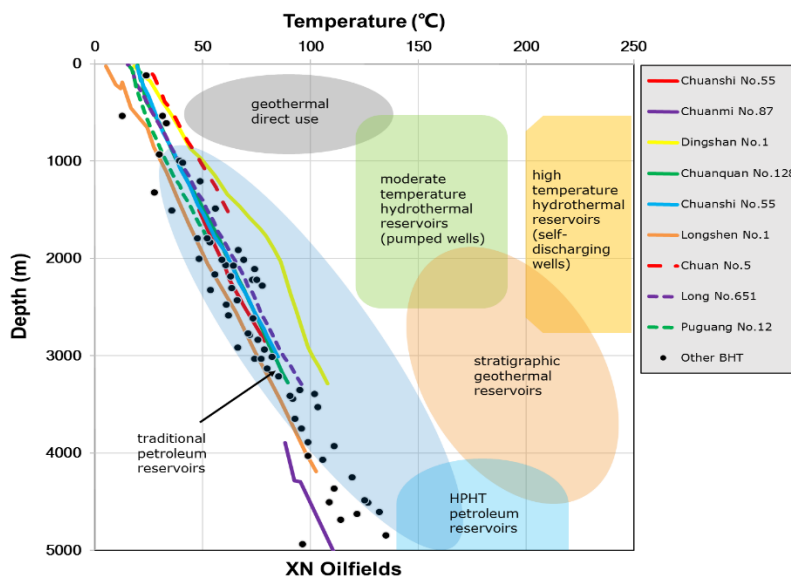 Temperature (℃)
0
50
100
150
200
250
Depth (m)
0
1000
2000
3000
4000
5000
geothermal
direct use
moderate
temperature
hydrothermal
reservoirs
(pumped wells)
high
temperature
hydrothermal
reservoirs
(self-
discharging
wells)
stratigraphic
geothermal
reservoirs
traditional
petroleum
reservoirs
HPHT
petroleum
reservoirs
XN Oilfields
Chuanshi No.55
Chuanmi No.87
Dingshan No.1
Chuanquan No.128
Chuanshi No.55
Longshen No.1
Chuan No.5
Long No.651
Puguang No.12
Other BHT